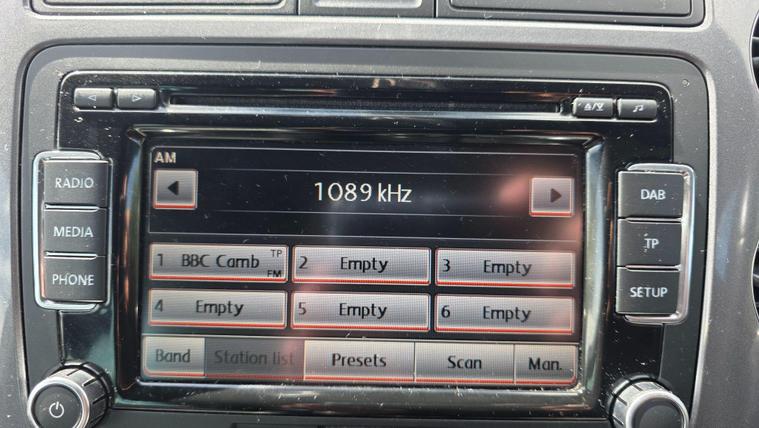 AM
1089 kHz
RADIO
MEDIA
PHONE
DAB
TP
SETUP
1 BBC Camb TP FM
2 Empty
3 Empty
4 Empty
5 Empty
6 Empty
Band Station list Presets Scan Man.